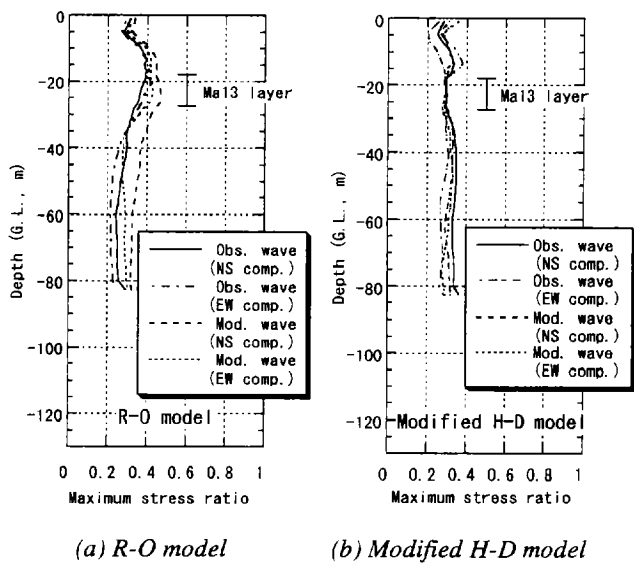 0
-20
-40
-60
-80
-100
-120
Depth (G.L., m)
Ma13 layer
Obs. wave
(NS comp.)
Obs. wave
(EW comp.)
Mod. wave
(NS comp.)
Mod. wave
(EW comp.)
R-O model
0 0.2 0.4 0.6 0.8 1
Maximum stress ratio
(a) R-O model
0
-20
-40
-60
-80
-100
-120
Depth (G.L., m)
Ma13 layer
Obs. wave
(NS comp.)
Obs. wave
(EW comp.)
Mod. wave
(NS comp.)
Mod. wave
(EW comp.)
Modified H-D model
0 0.2 0.4 0.6 0.8 1
Maximum stress ratio
(b) Modified H-D model